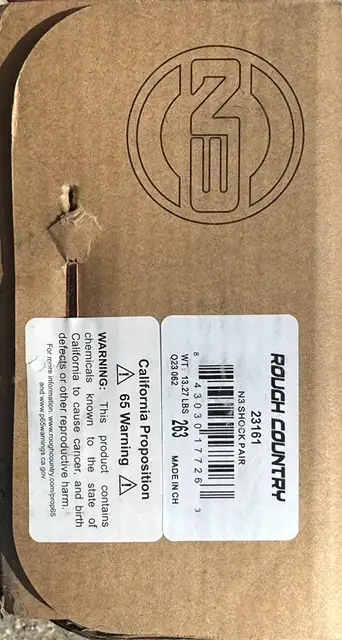 N3
ROUGH COUNTRY
23161
N3 SHOCK PAIR
8 43030 17726 3
WT: 13.27 LBS 263 MADE IN CH
Q23 062
California Proposition
⚠ 65 Warning ⚠
WARNING: This product contains
chemicals known to the state of
California to cause cancer, and birth
defects or other reproductive harm.
For more information: www.roughcountry.com/prop65
and www.p65warnings.ca.gov